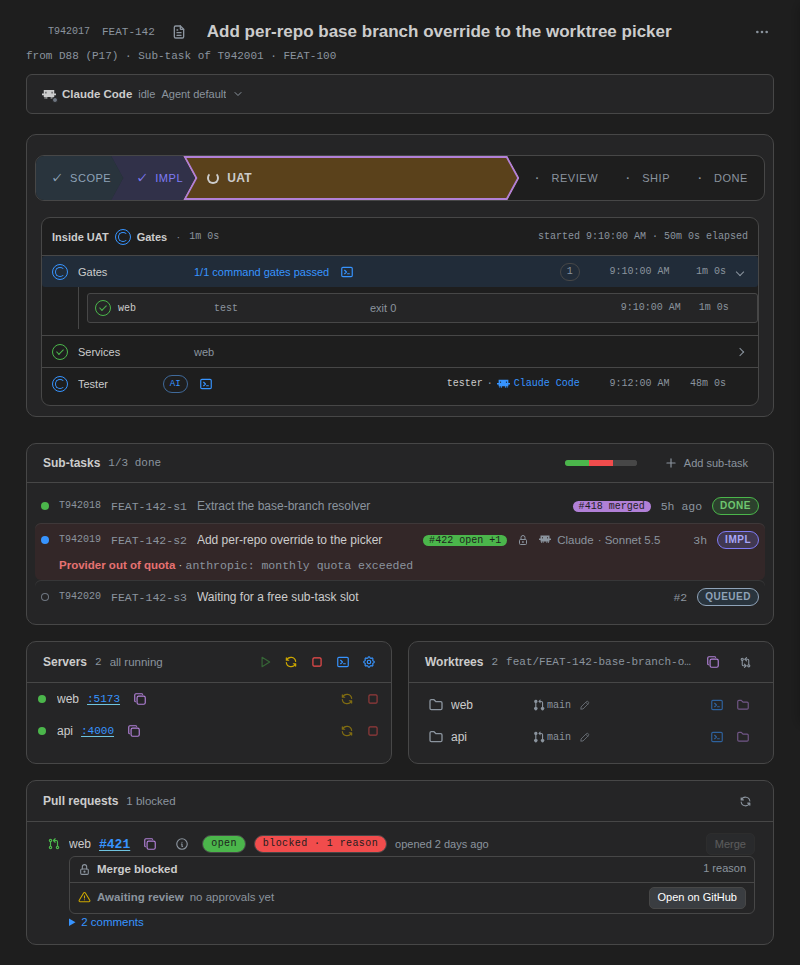 T942017 FEAT-142 Add per-repo base branch override to the worktree picker
from D88 (P17) · Sub-task of T942001 · FEAT-100
Claude Code idle Agent default
SCOPE IMPL UAT · REVIEW · SHIP · DONE
Inside UAT Gates · 1m 0s started 9:10:00 AM · 50m 0s elapsed
Gates 1/1 command gates passed 1 9:10:00 AM 1m 0s
web test exit 0 9:10:00 AM 1m 0s
Services web
Tester AI tester · Claude Code 9:12:00 AM 48m 0s
Sub-tasks 1/3 done Add sub-task
T942018 FEAT-142-s1 Extract the base-branch resolver #418 merged 5h ago DONE
T942019 FEAT-142-s2 Add per-repo override to the picker #422 open +1 Claude · Sonnet 5.5 3h IMPL
Provider out of quota · anthropic: monthly quota exceeded
T942020 FEAT-142-s3 Waiting for a free sub-task slot #2 QUEUED
Servers 2 all running
web :5173
api :4000
Worktrees 2 feat/FEAT-142-base-branch-o…
web main
api main
Pull requests 1 blocked
web #421 open blocked · 1 reason opened 2 days ago Merge
Merge blocked 1 reason
Awaiting review no approvals yet Open on GitHub
2 comments